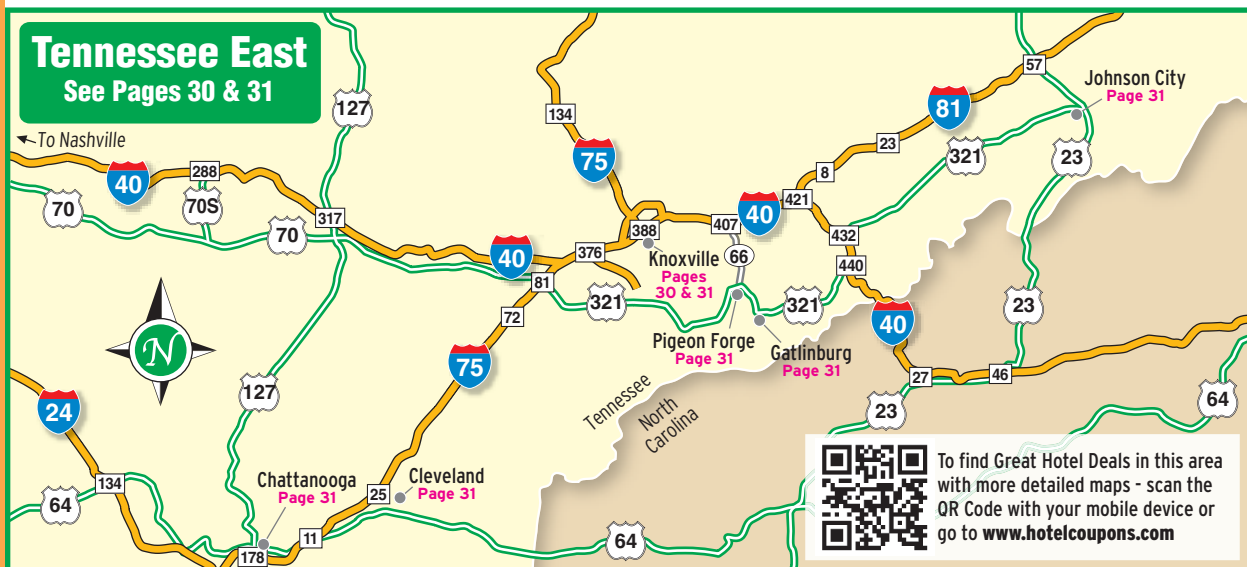 Tennessee East
See Pages 30 & 31
To Nashville
127
134
57
Johnson City
Page 31
81
75
23
321
23
8
40
288
70
70S
317
70
421
40
407
388
432
Knoxville
Pages
30 & 31
66
376
40
440
81
321
321
23
72
Pigeon Forge
Page 31
Gatlinburg
Page 31
40
N
75
127
Tennessee
North
Carolina
27
46
24
23
64
134
64
Chattanooga
Page 31
Cleveland
Page 31
25
11
178
64
To find Great Hotel Deals in this area
with more detailed maps - scan the
QR Code with your mobile device or
go to www.hotelcoupons.com